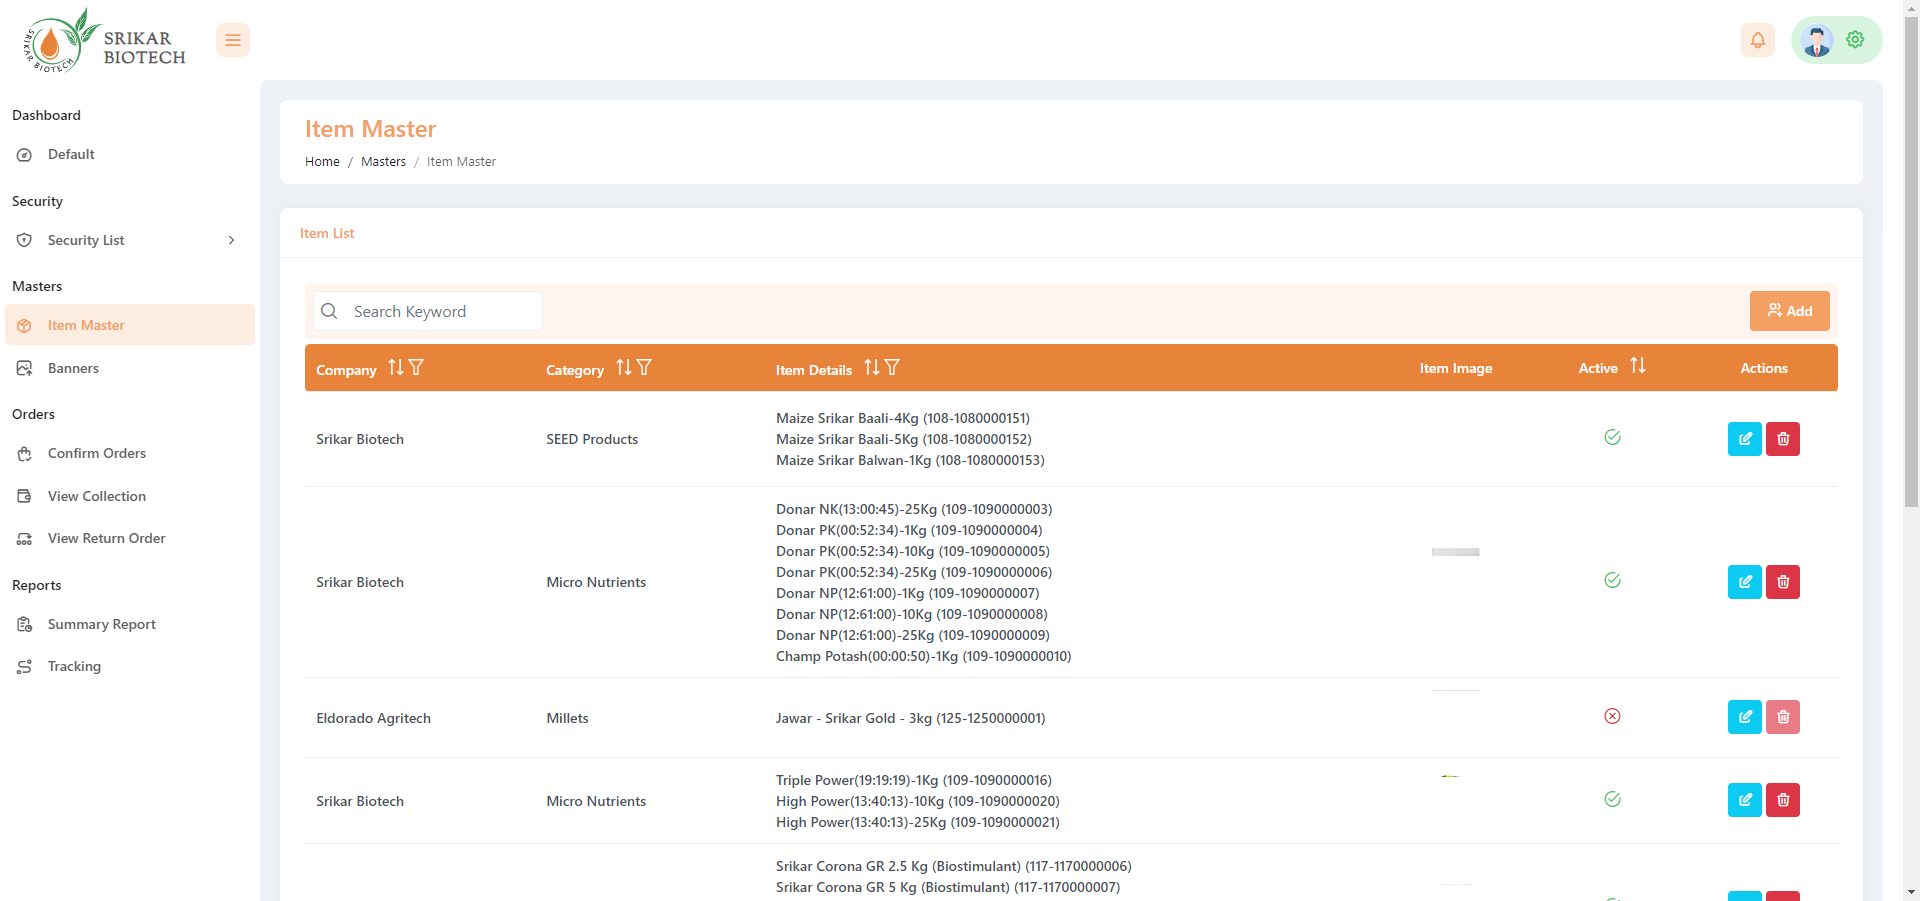 SRIKAR BIOTECH
SRIKAR
BIOTECH
Dashboard
Default
Security
Security List
Masters
Item Master
Banners
Orders
Confirm Orders
View Collection
View Return Order
Reports
Summary Report
Tracking
Item Master
Home / Masters / Item Master
Item List
Search Keyword
Add
Company Category Item Details Item Image Active Actions
Maize Srikar Baali-4Kg (108-1080000151)
Srikar Biotech SEED Products Maize Srikar Baali-5Kg (108-1080000152)
Maize Srikar Balwan-1Kg (108-1080000153)
Donar NK(13:00:45)-25Kg (109-1090000003)
Donar PK(00:52:34)-1Kg (109-1090000004)
Donar PK(00:52:34)-10Kg (109-1090000005)
Donar PK(00:52:34)-25Kg (109-1090000006)
Srikar Biotech Micro Nutrients
Donar NP(12:61:00)-1Kg (109-1090000007)
Donar NP(12:61:00)-10Kg (109-1090000008)
Donar NP(12:61:00)-25Kg (109-1090000009)
Champ Potash(00:00:50)-1Kg (109-1090000010)
Eldorado Agritech Millets Jawar - Srikar Gold - 3kg (125-1250000001)
Triple Power(19:19:19)-1Kg (109-1090000016)
Srikar Biotech Micro Nutrients High Power(13:40:13)-10Kg (109-1090000020)
High Power(13:40:13)-25Kg (109-1090000021)
Srikar Corona GR 2.5 Kg (Biostimulant) (117-1170000006)
Srikar Corona GR 5 Kg (Biostimulant) (117-1170000007)